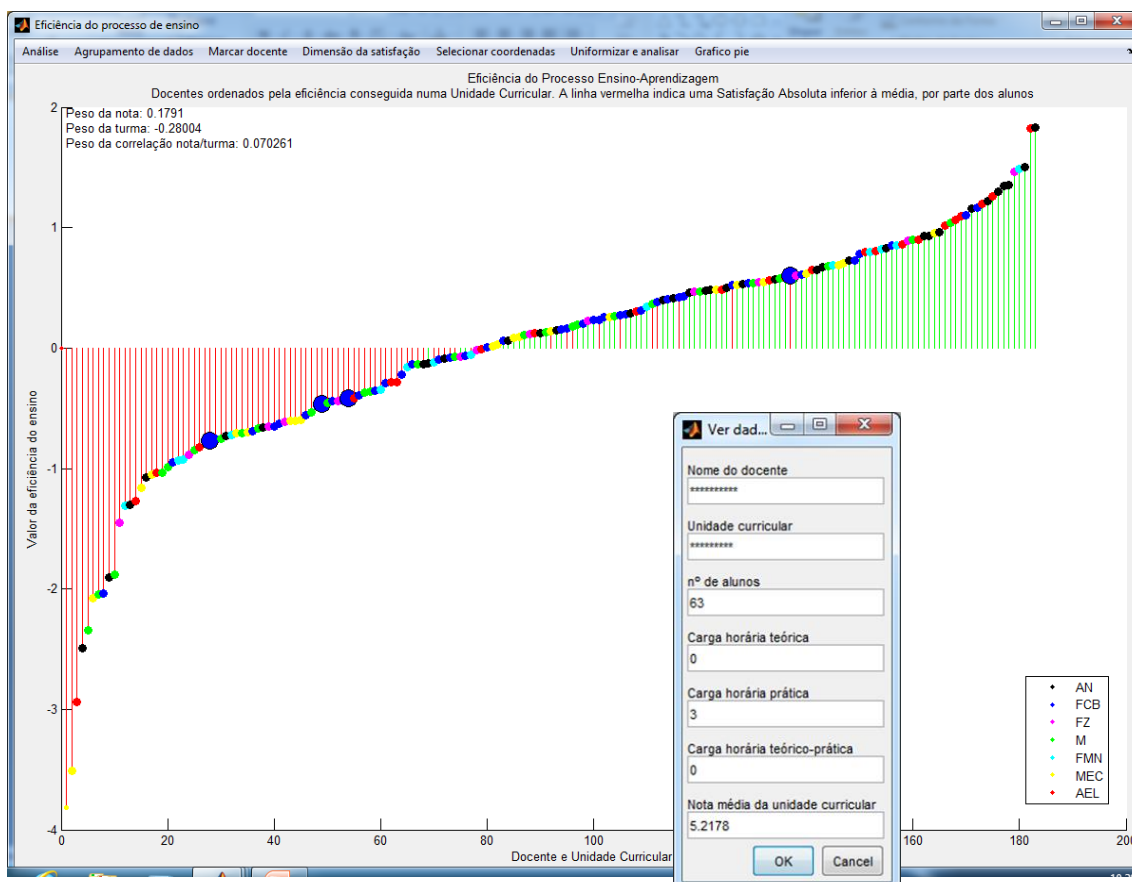 Eficiência do processo de ensino
Análise Agrupamento de dados Marcar docente Dimensão da satisfação Selecionar coordenadas Uniformizar e analisar Grafico pie
Eficiência do Processo Ensino-Aprendizagem
Docentes ordenados pela eficiência conseguida numa Unidade Curricular. A linha vermelha indica uma Satisfação Absoluta inferior à média, por parte dos alunos
Peso da nota: 0.1791
Peso da turma: -0.28004
Peso da correlação nota/turma: 0.070261
2
1
0
-1
-2
-3
-4
Valor da eficiência do ensino
0 20 40 60 80 100 160 180 200
Docente e Unidade Curricular
AN
FCB
FZ
M
FMN
MEC
AEL
Ver dad...
Nome do docente
**********
Unidade curricular
*********
nº de alunos
63
Carga horária teórica
0
Carga horária prática
3
Carga horária teórico-prática
0
Nota média da unidade curricular
5.2178
OK Cancel